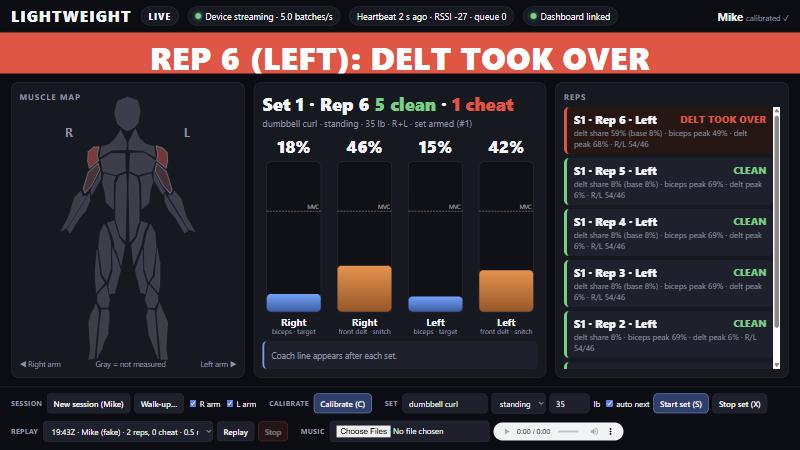 LIGHTWEIGHT LIVE Device streaming · 5.0 batches/s Heartbeat 2 s ago · RSSI -27 · queue 0 Dashboard linked Mike calibrated ✓
REP 6 (LEFT): DELT TOOK OVER
MUSCLE MAP
R L
◀ Right arm Gray = not measured Left arm ▶
Set 1 · Rep 6 5 clean · 1 cheat
dumbbell curl · standing · 35 lb · R+L · set armed (#1)
18% 46% 15% 42%
MVC MVC MVC MVC
Right Right Left Left
biceps · target front delt · snitch biceps · target front delt · snitch
Coach line appears after each set.
REPS
S1 · Rep 6 · Left DELT TOOK OVER
delt share 59% (base 8%) · biceps peak 49% · delt
peak 68% · R/L 54/46
S1 · Rep 5 · Left CLEAN
delt share 8% (base 8%) · biceps peak 69% · delt peak
6% · R/L 54/46
S1 · Rep 4 · Left CLEAN
delt share 8% (base 8%) · biceps peak 69% · delt peak
6% · R/L 54/46
S1 · Rep 3 · Left CLEAN
delt share 8% (base 8%) · biceps peak 69% · delt peak
6% · R/L 54/46
S1 · Rep 2 · Left CLEAN
delt share 8% · biceps peak 69% · delt peak 6% · R/L
54/46
SESSION New session (Mike) Walk-up... R arm L arm CALIBRATE Calibrate (C) SET dumbbell curl standing 35 lb auto next Start set (S) Stop set (X)
REPLAY 19:43Z · Mike (fake) · 2 reps, 0 cheat · 0.5 Replay Stop MUSIC Choose Files No file chosen 0:00 / 0:00